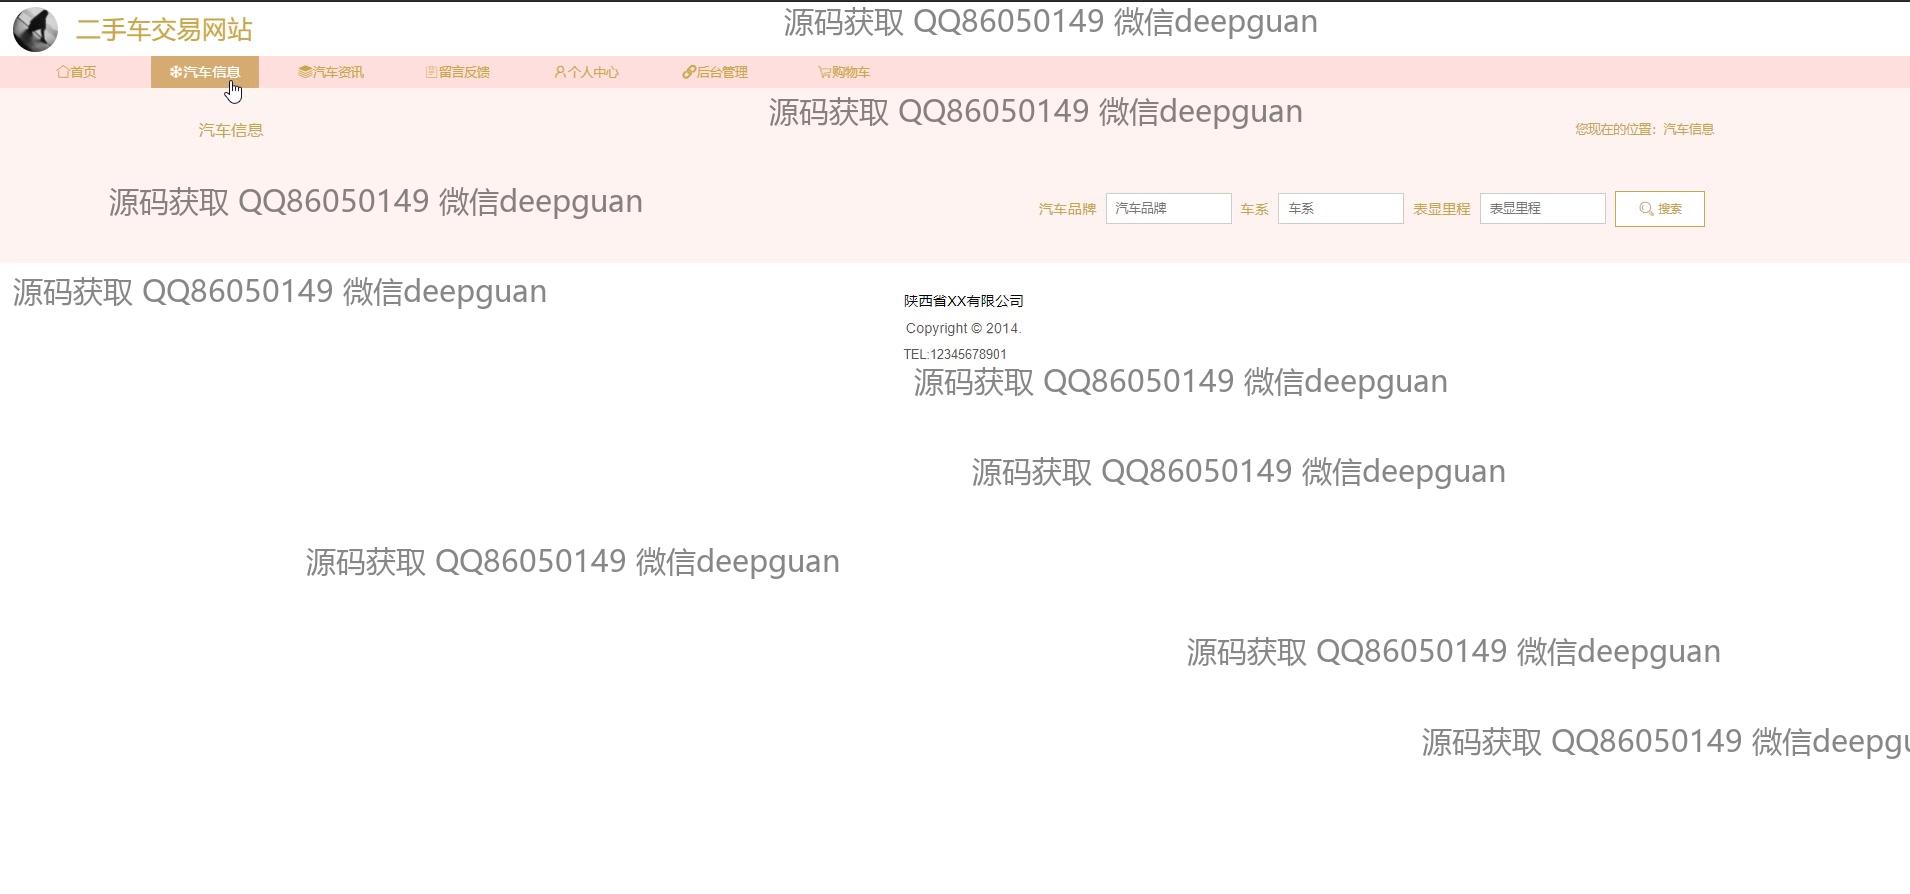 二手车交易网站
源码获取 QQ86050149 微信deepguan
首页 汽车信息 汽车资讯 留言反馈 个人中心 后台管理 购物车
源码获取 QQ86050149 微信deepguan
汽车信息
您现在的位置：汽车信息
源码获取 QQ86050149 微信deepguan
汽车品牌 汽车品牌 车系 车系 表显里程 表显里程 搜索
源码获取 QQ86050149 微信deepguan
陕西省XX有限公司
Copyright © 2014.
TEL:12345678901
源码获取 QQ86050149 微信deepguan
源码获取 QQ86050149 微信deepguan
源码获取 QQ86050149 微信deepguan
源码获取 QQ86050149 微信deepguan
源码获取 QQ86050149 微信deepgu